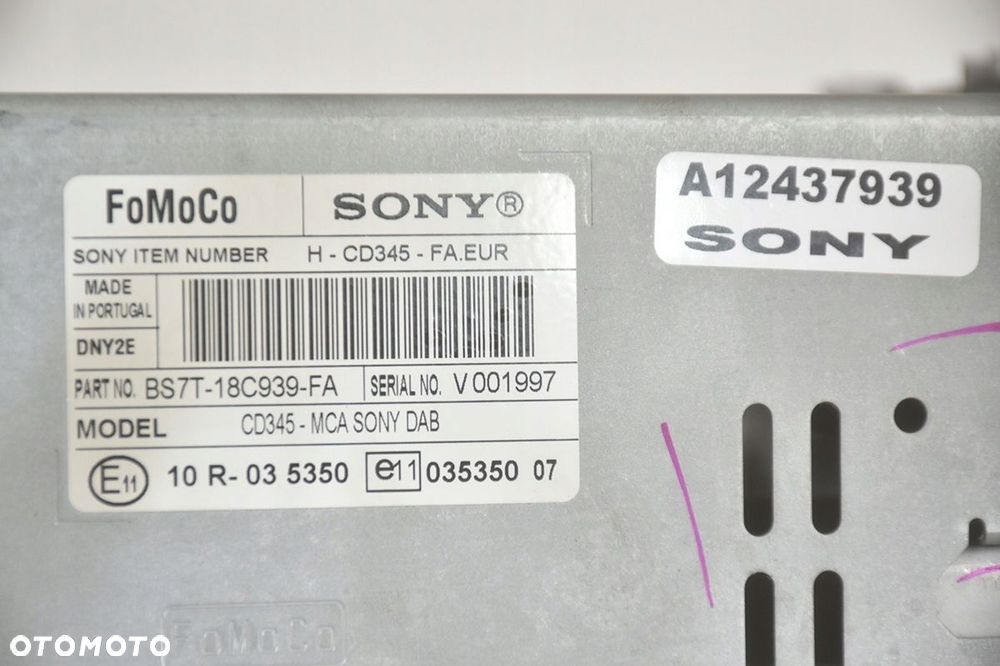 FoMoCo SONY®
SONY ITEM NUMBER H - CD345 - FA.EUR
MADE
IN PORTUGAL
DNY2E
PART NO. BS7T-18C939-FA SERIAL NO. V 001997
MODEL CD345 - MCA SONY DAB
E11 10 R- 03 5350 e11 035350 07
A12437939
SONY
FoMoCo
OTOMOTO